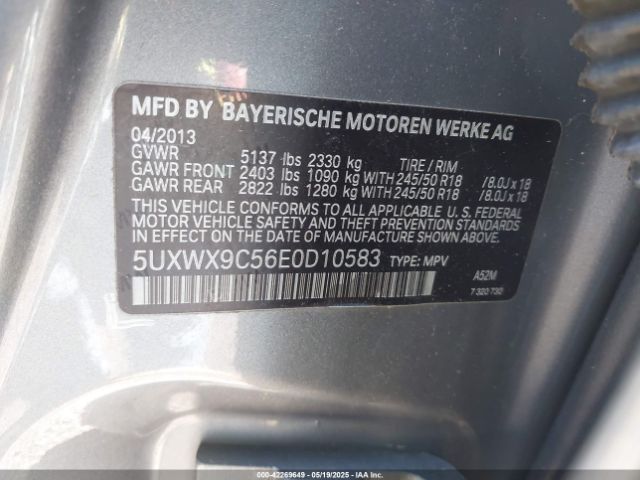 MFD BY BAYERISCHE MOTOREN WERKE AG
04/2013
GVWR 5137 lbs 2330 kg TIRE / RIM
GAWR FRONT 2403 lbs 1090 kg WITH 245/50 R18 /8.0J x 18
GAWR REAR 2822 lbs 1280 kg WITH 245/50 R18 /8.0J x 18
THIS VEHICLE CONFORMS TO ALL APPLICABLE U. S. FEDERAL
MOTOR VEHICLE SAFETY, BUMPER, AND THEFT PREVENTION
STANDARDS IN EFFECT ON THE DATE OF MANUFACTURE SHOWN ABOVE.
5UXWX9C56E0D10583 TYPE: MPV
A52M
7 320 730
000-42269649 - 05/19/2025 - IAAI.COM